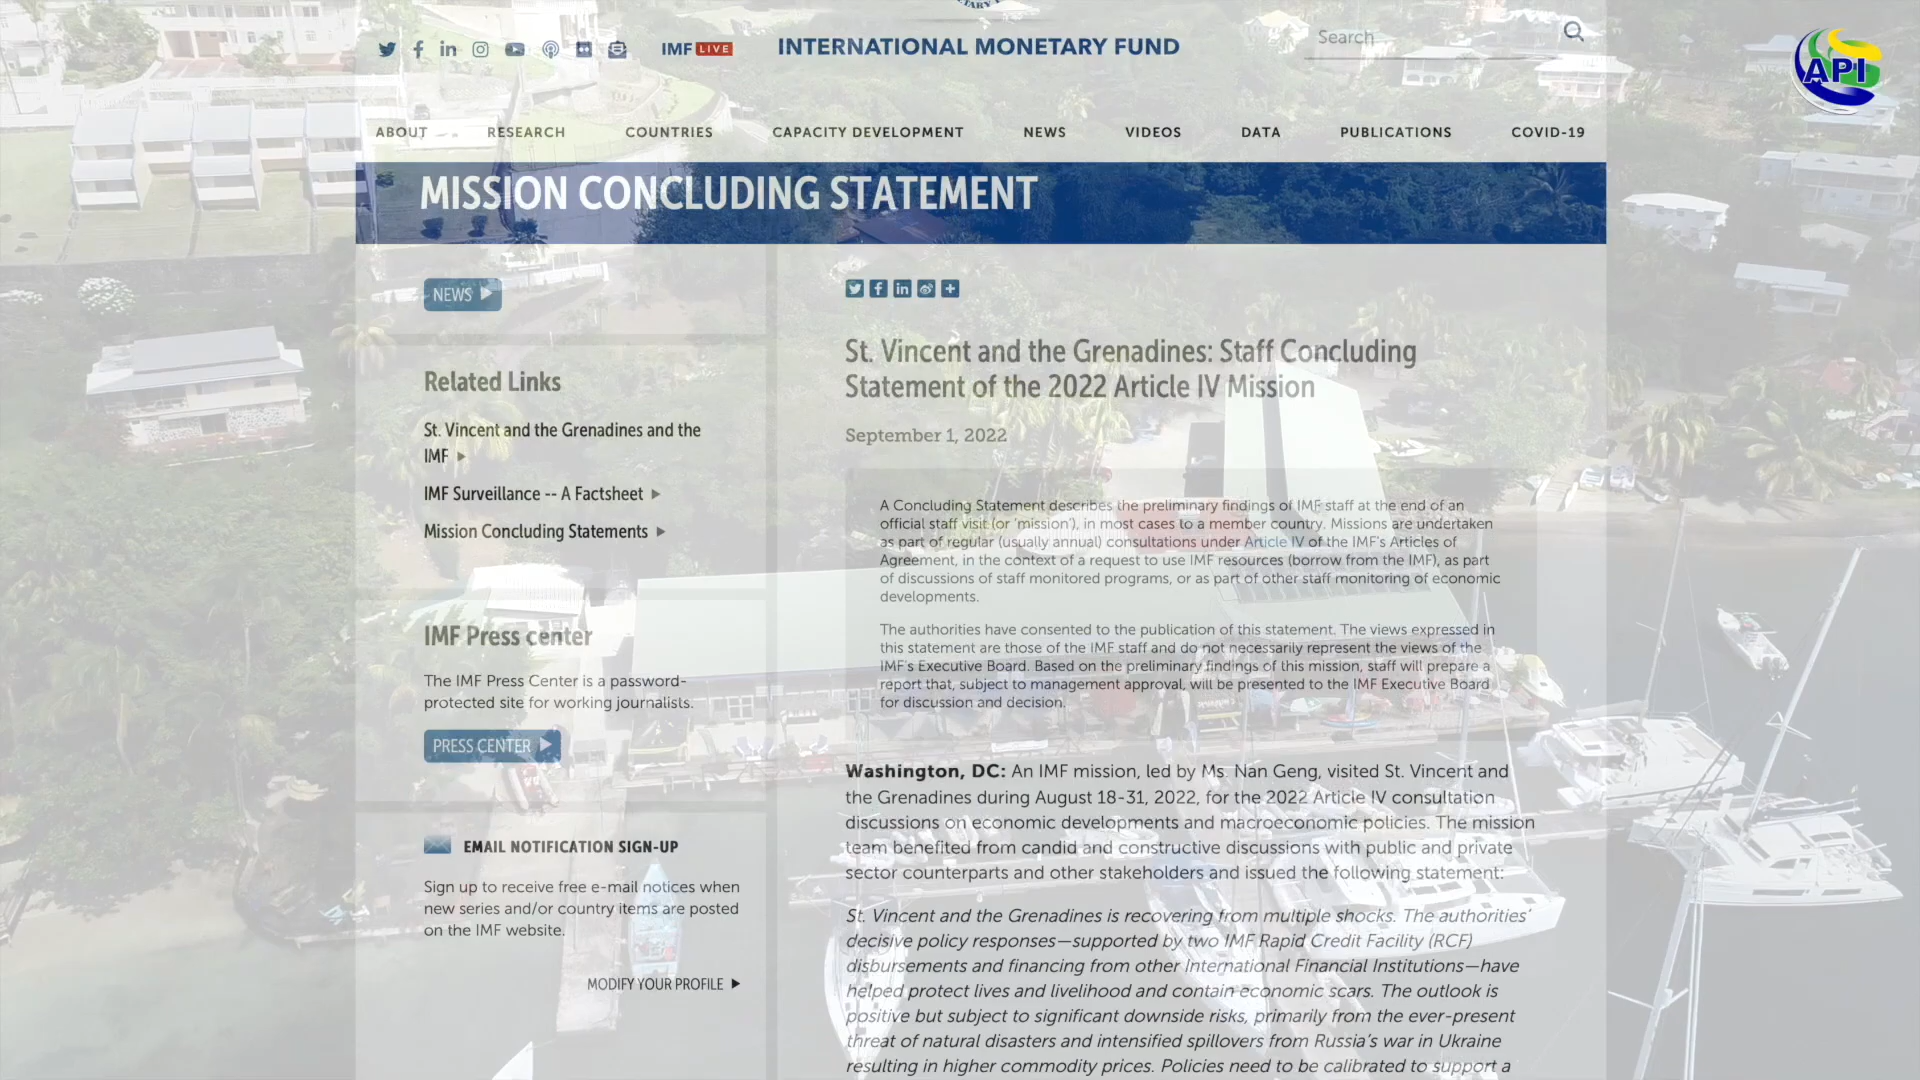 IMF LIVE
INTERNATIONAL MONETARY FUND
Search
API
ABOUT
RESEARCH
COUNTRIES
CAPACITY DEVELOPMENT
NEWS
VIDEOS
DATA
PUBLICATIONS
COVID-19
MISSION CONCLUDING STATEMENT
NEWS
Related Links
St. Vincent and the Grenadines and the
IMF
IMF Surveillance -- A Factsheet
Mission Concluding Statements
IMF Press center
The IMF Press Center is a password-
protected site for working journalists.
PRESS CENTER
EMAIL NOTIFICATION SIGN-UP
Sign up to receive free e-mail notices when
new series and/or country items are posted
on the IMF website.
MODIFY YOUR PROFILE
St. Vincent and the Grenadines: Staff Concluding
Statement of the 2022 Article IV Mission
September 1, 2022
A Concluding Statement describes the preliminary findings of IMF staff at the end of an
official staff visit (or ‘mission’), in most cases to a member country. Missions are undertaken
as part of regular (usually annual) consultations under Article IV of the IMF's Articles of
Agreement, in the context of a request to use IMF resources (borrow from the IMF), as part
of discussions of staff monitored programs, or as part of other staff monitoring of economic
developments.
The authorities have consented to the publication of this statement. The views expressed in
this statement are those of the IMF staff and do not necessarily represent the views of the
IMF’s Executive Board. Based on the preliminary findings of this mission, staff will prepare a
report that, subject to management approval, will be presented to the IMF Executive Board
for discussion and decision.
Washington, DC: An IMF mission, led by Ms. Nan Geng, visited St. Vincent and
the Grenadines during August 18-31, 2022, for the 2022 Article IV consultation
discussions on economic developments and macroeconomic policies. The mission
team benefited from candid and constructive discussions with public and private
sector counterparts and other stakeholders and issued the following statement:
St. Vincent and the Grenadines is recovering from multiple shocks. The authorities’
decisive policy responses—supported by two IMF Rapid Credit Facility (RCF)
disbursements and financing from other International Financial Institutions—have
helped protect lives and livelihood and contain economic scars. The outlook is
positive but subject to significant downside risks, primarily from the ever-present
threat of natural disasters and intensified spillovers from Russia’s war in Ukraine
resulting in higher commodity prices. Policies need to be calibrated to support a